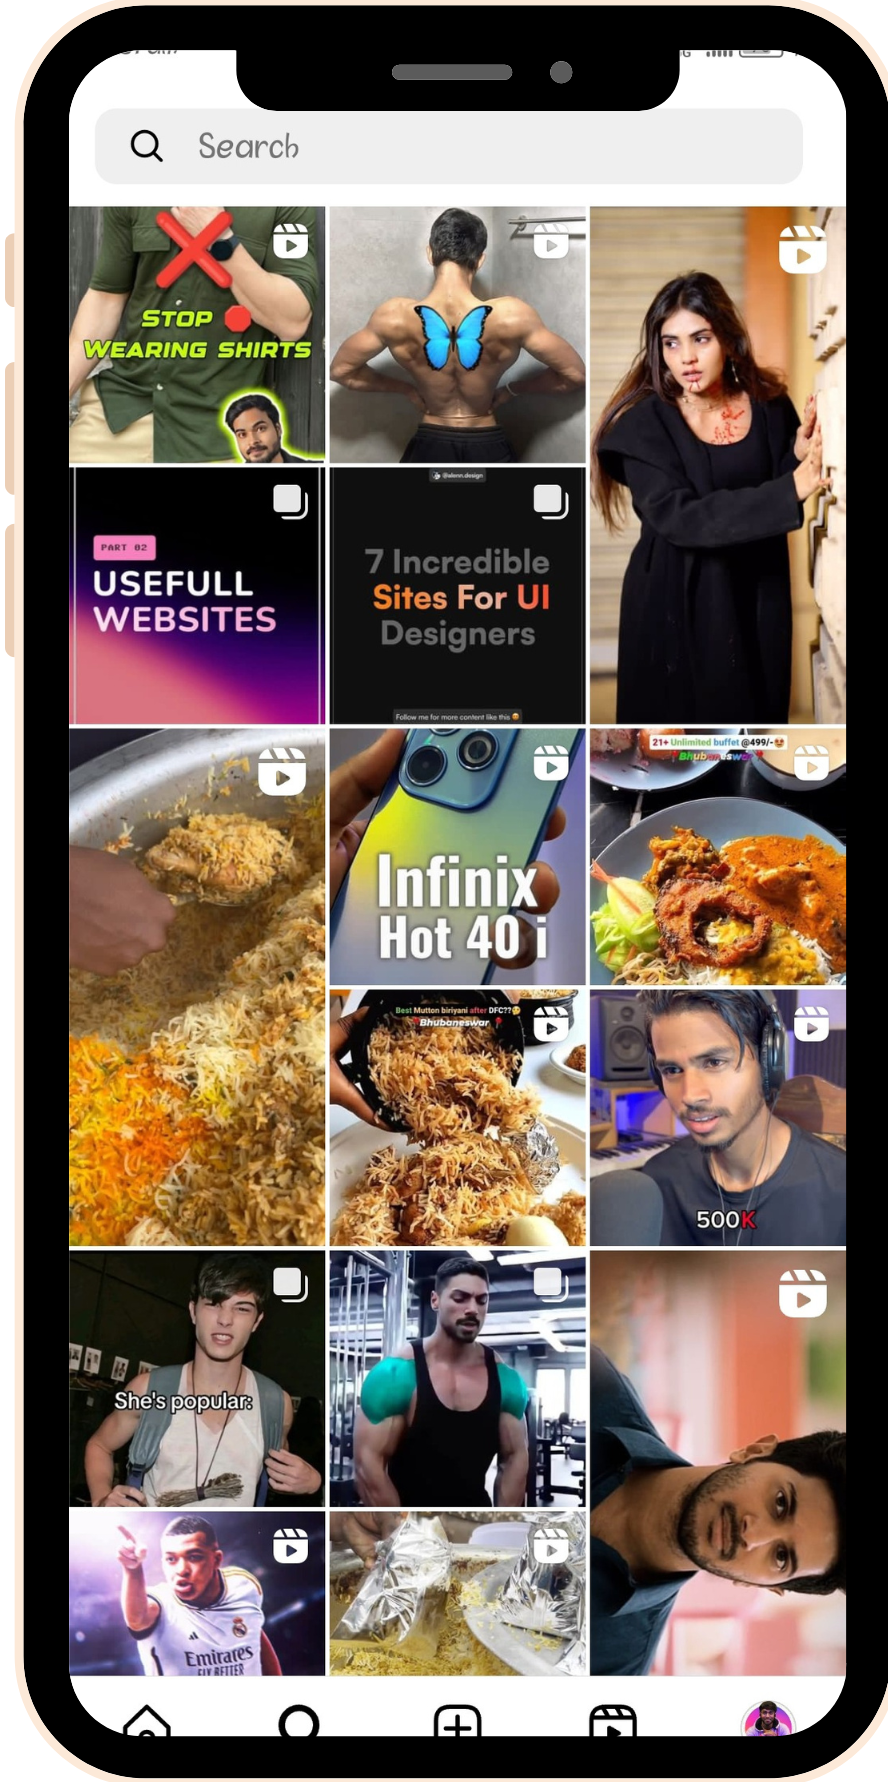 Search
STOP
WEARING SHIRTS
PART 02
USEFULL
WEBSITES
@alenn.design
7 Incredible
Sites For UI
Designers
Follow me for more content like this
Infinix
Hot 40 i
21+ Unlimited buffet @499/-
Bhubaneswar
Best Mutton biriyani after DFC??
Bhubaneswar
500K
She's popular:
Emirates
FLY BETTER